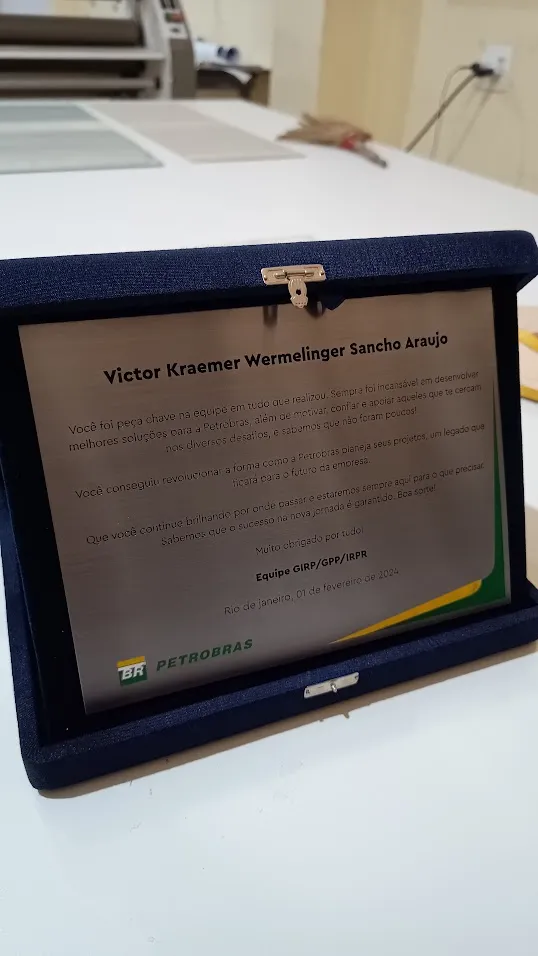 Victor Kraemer Wermelinger Sancho Araujo
Você foi peça chave na equipe em tudo que realizou. Sempre foi incansável em desenvolver
melhores soluções para a Petrobras, além de motivar, confiar e apoiar aqueles que te cercam
nos diversos desafios, e sabemos que não foram poucos!
Você conseguiu revolucionar a forma como a Petrobras planeja seus projetos, um legado que
ficará para o futuro da empresa.
Que você continue brilhando por onde passar e estaremos sempre aqui para o que precisar.
Sabemos que o sucesso na nova jornada é garantido. Boa sorte!
Muito obrigado por tudo!
Equipe GIRP/GPP/IRPR
Rio de janeiro, 01 de fevereiro de 2024
BR PETROBRAS